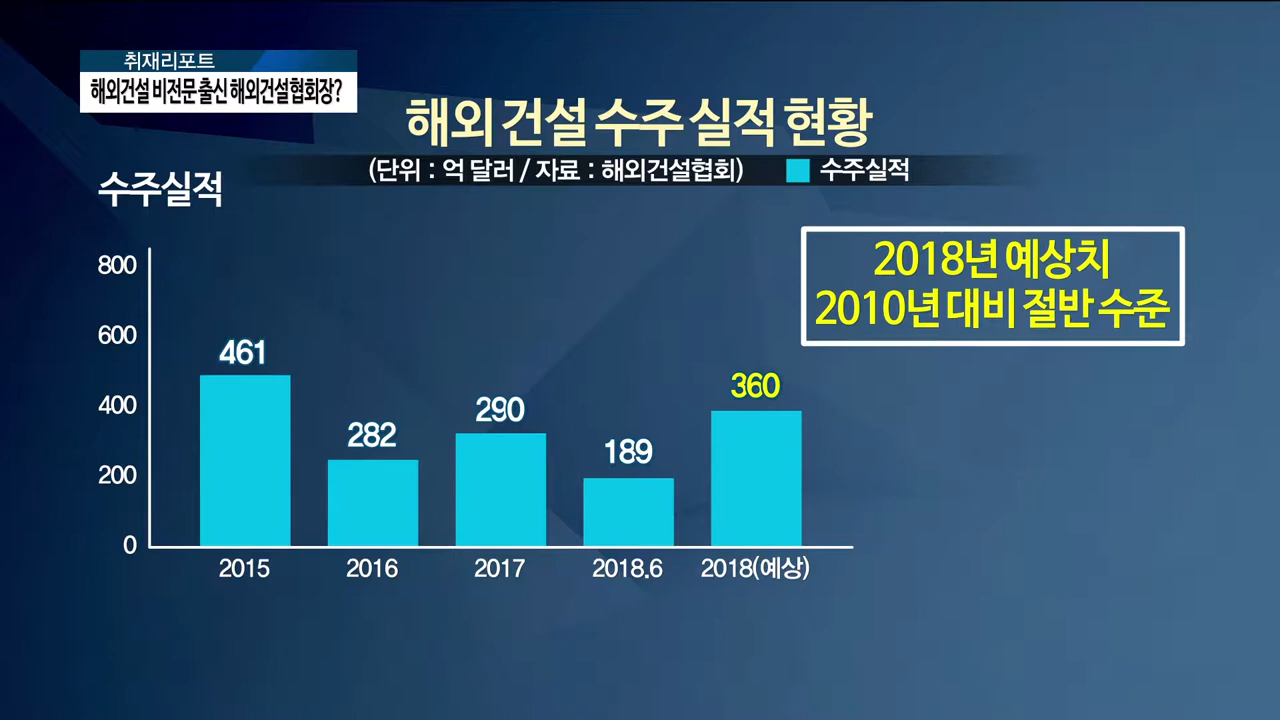 취재리포트
해외건설 비전문 출신 해외건설협회장?
해외 건설 수주 실적 현황
(단위 : 억 달러 / 자료 : 해외건설협회)
수주실적
수주실적
2018년 예상치
2010년 대비 절반 수준
800
600
400
200
0
461
282
290
189
360
2015
2016
2017
2018.6
2018(예상)